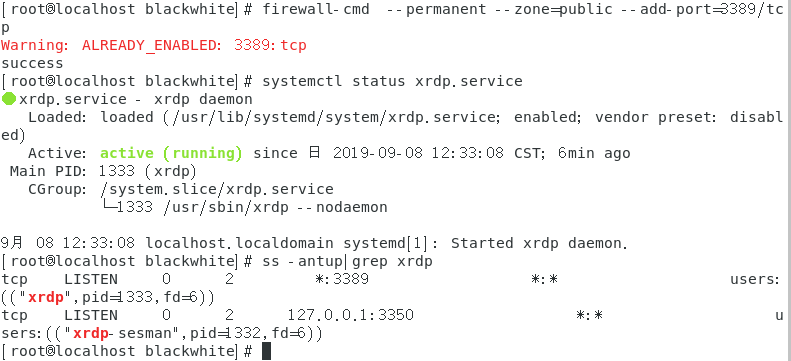 [root@localhost blackwhite]# firewall-cmd  --permanent --zone=public --add-port=3389/tc
p
Warning: ALREADY_ENABLED: 3389:tcp
success
[root@localhost blackwhite]# systemctl status xrdp.service
● xrdp.service - xrdp daemon
   Loaded: loaded (/usr/lib/systemd/system/xrdp.service; enabled; vendor preset: disabl
ed)
   Active: active (running) since 日 2019-09-08 12:33:08 CST; 6min ago
 Main PID: 1333 (xrdp)
   CGroup: /system.slice/xrdp.service
           └─1333 /usr/sbin/xrdp --nodaemon
9月 08 12:33:08 localhost.localdomain systemd[1]: Started xrdp daemon.
[root@localhost blackwhite]# ss -antup|grep xrdp
tcp    LISTEN     0      2         *:3389                  *:*                   users:
(("xrdp",pid=1333,fd=6))
tcp    LISTEN     0      2      127.0.0.1:3350                  *:*                   u
sers:(("xrdp-sesman",pid=1332,fd=6))
[root@localhost blackwhite]#